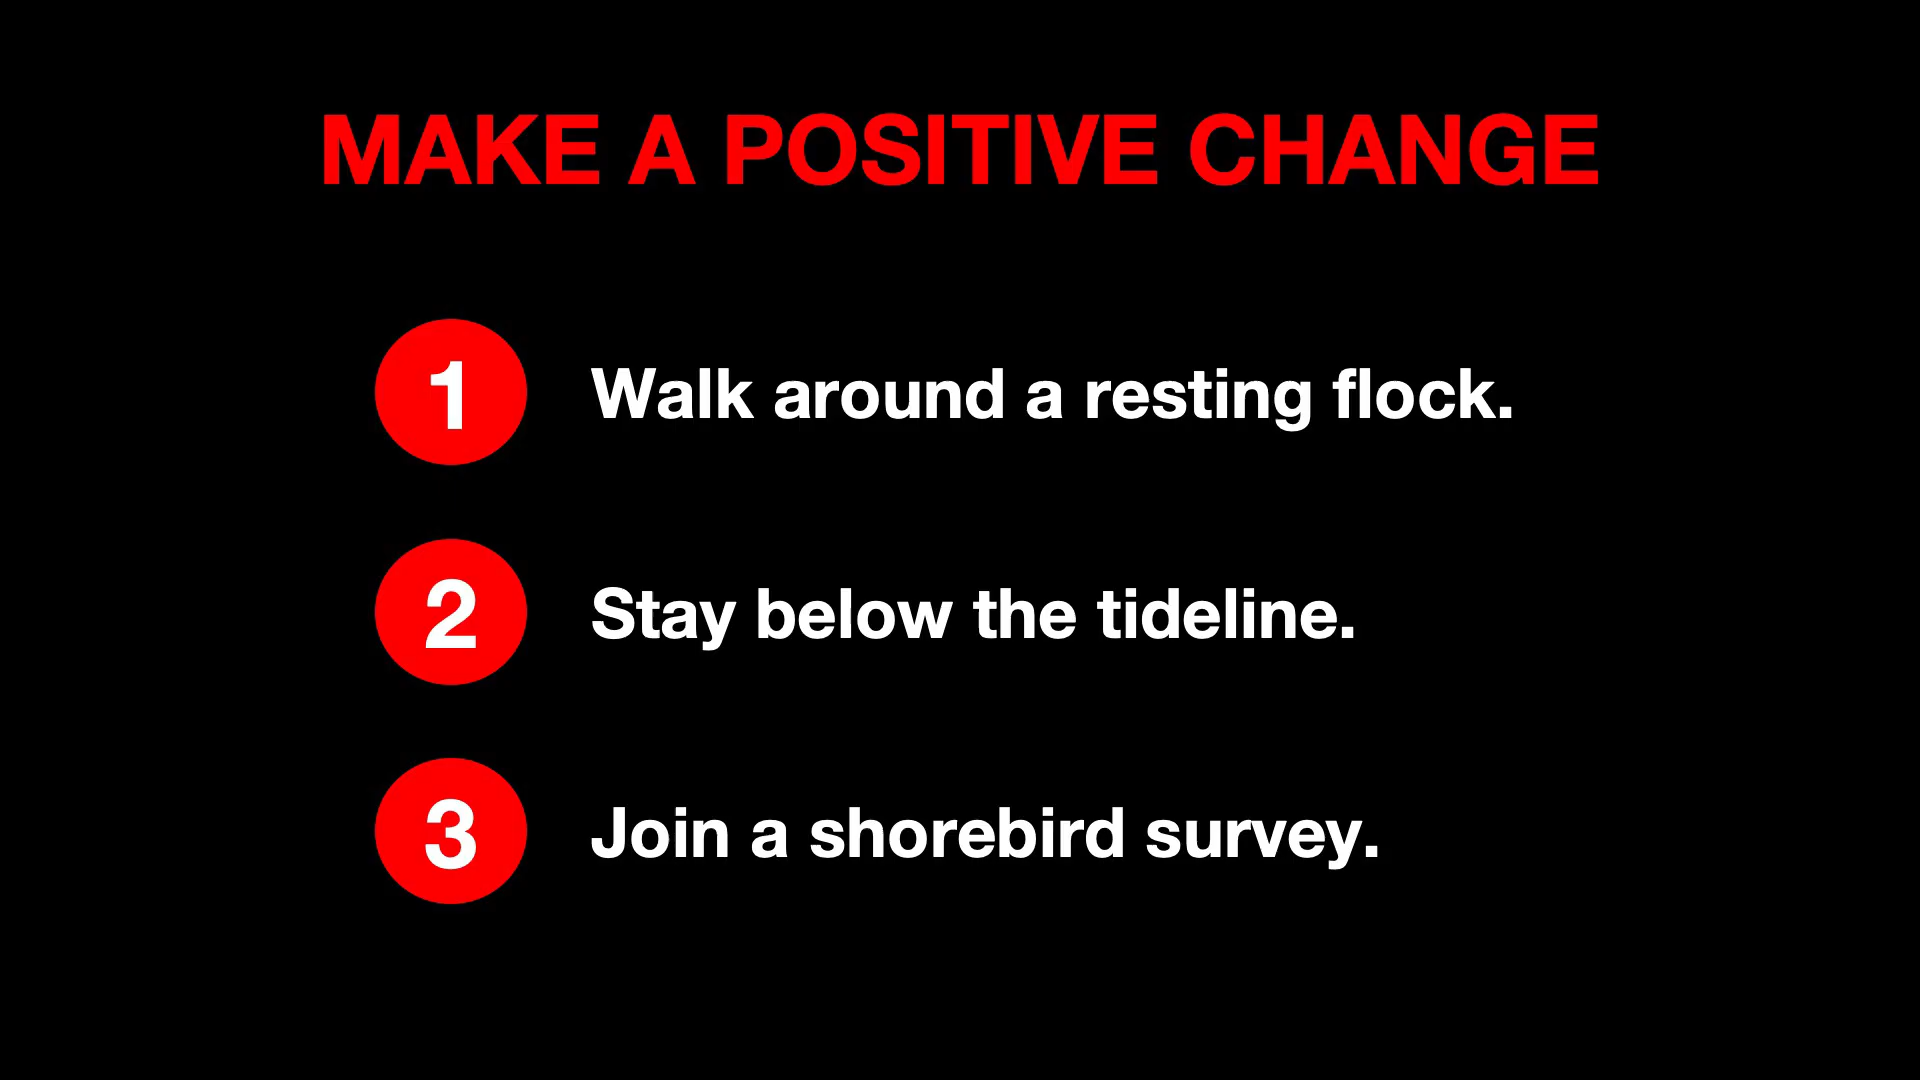 MAKE A POSITIVE CHANGE
1 Walk around a resting flock.
2 Stay below the tideline.
3 Join a shorebird survey.